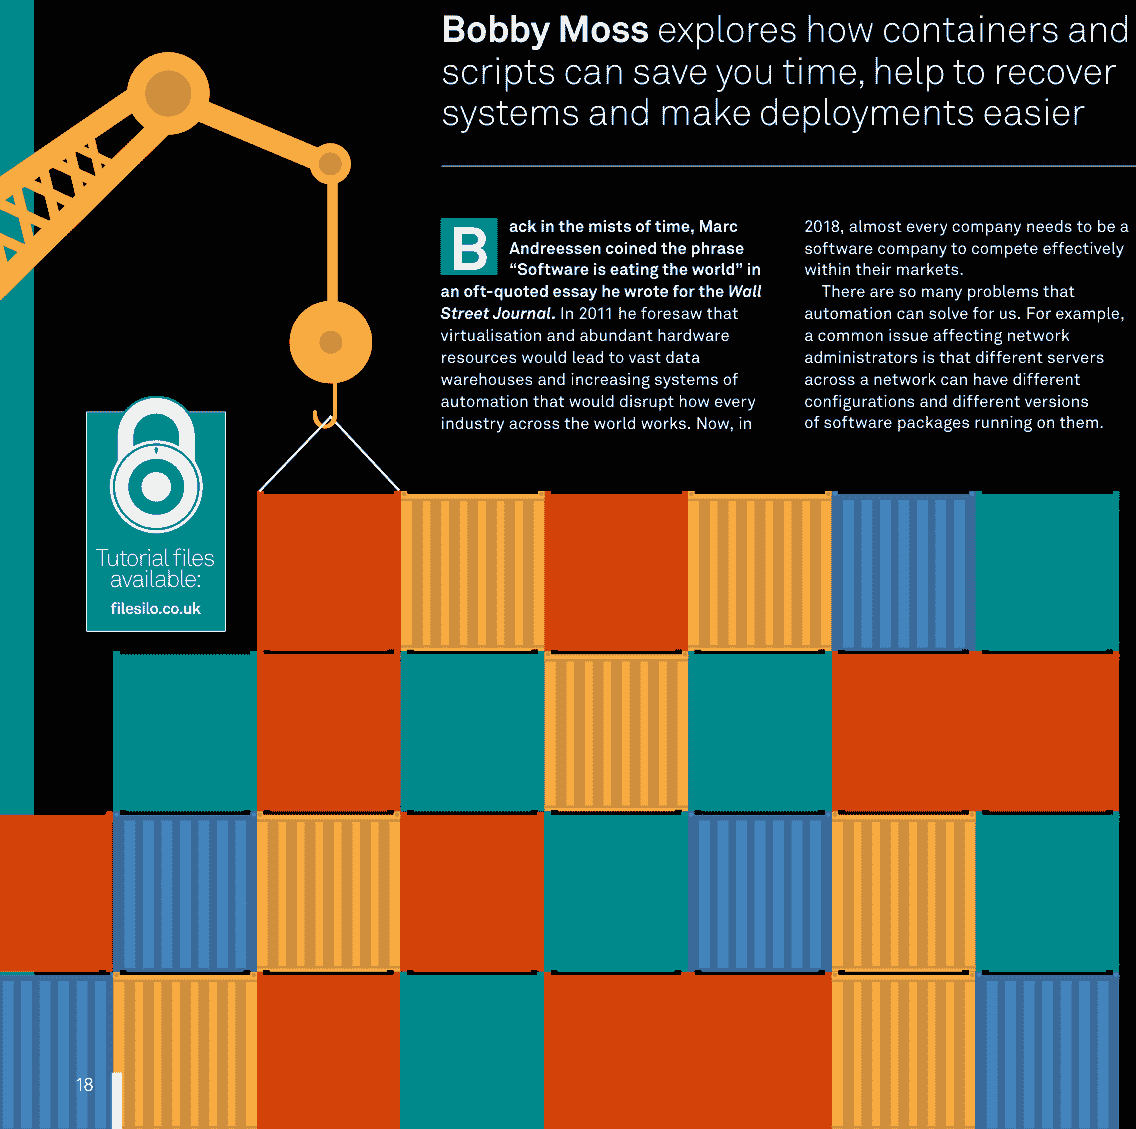 Bobby Moss explores how containers and
scripts can save you time, help to recover
systems and make deployments easier
Back in the mists of time, Marc
Andreessen coined the phrase
“Software is eating the world” in
an oft-quoted essay he wrote for the Wall
Street Journal. In 2011 he foresaw that
virtualisation and abundant hardware
resources would lead to vast data
warehouses and increasing systems of
automation that would disrupt how every
industry across the world works. Now, in
2018, almost every company needs to be a
software company to compete effectively
within their markets.
There are so many problems that
automation can solve for us. For example,
a common issue affecting network
administrators is that different servers
across a network can have different
configurations and different versions
of software packages running on them.
Tutorial files
available:
filesilo.co.uk
18